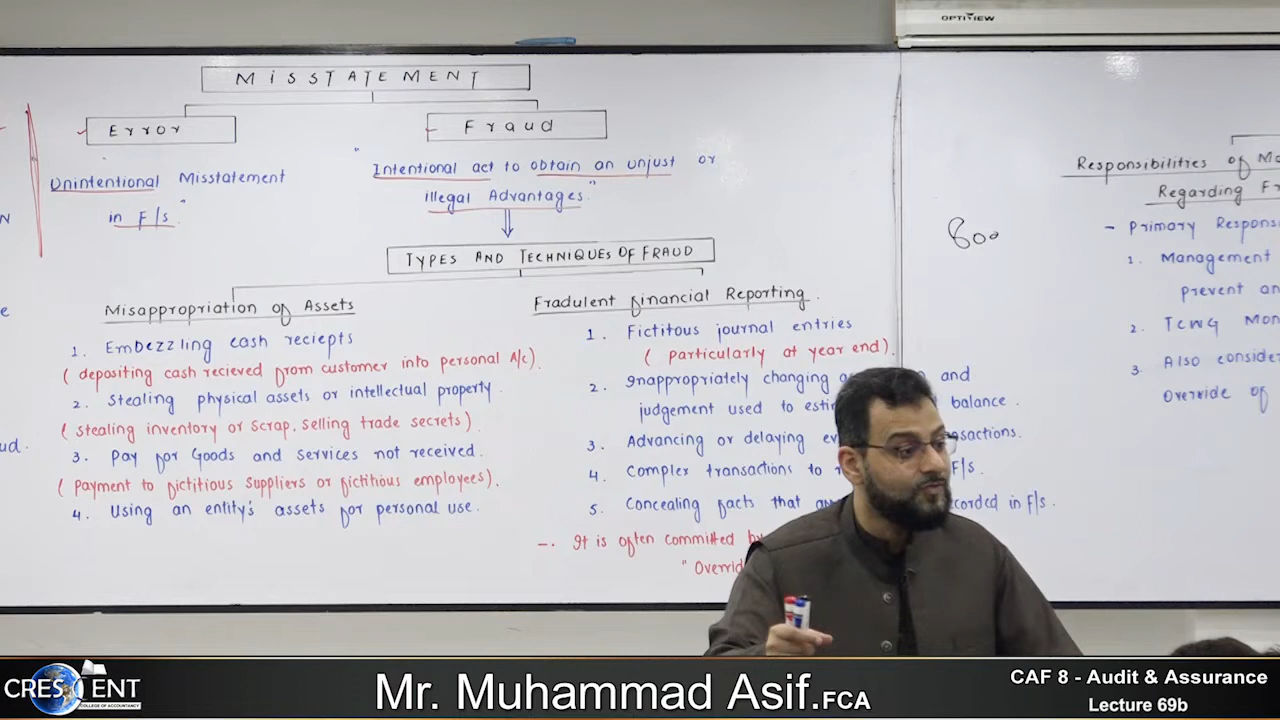 OPTIVIEW
MISSTATEMENT
Error
Fraud
Unintentional Misstatement
in F/s"
" Intentional act to obtain an unjust or
illegal Advantages."
TYPES AND TECHNIQUES OF FRAUD
Misappropriation of Assets
1. Embezzling cash reciepts
( depositing cash recieved from customer into personal A/c).
2. Stealing physical assets or intellectual property.
( stealing inventory or scrap, selling trade secrets).
3. Pay for Goods and Services not received.
( Payment to fictitious suppliers or fictitious employees).
4. Using an entity's assets for personal use.
Fradulent financial Reporting.
1. Fictitous journal entries
( particularly at year end).
2. Inappropriately changing and
judgement used to balance.
3. Advancing or delaying
4. Complex transactions to F/s.
5. Concealing facts that in F/s.
-. It is often committed
"
800
Responsibilities of
Regarding
- Primary
1. Management
prevent
2. TCWG
3. Also
Override of
CRESCENT
COLLEGE OF ACCOUNTANCY
Mr. Muhammad Asif.FCA
CAF 8 - Audit & Assurance
Lecture 69b